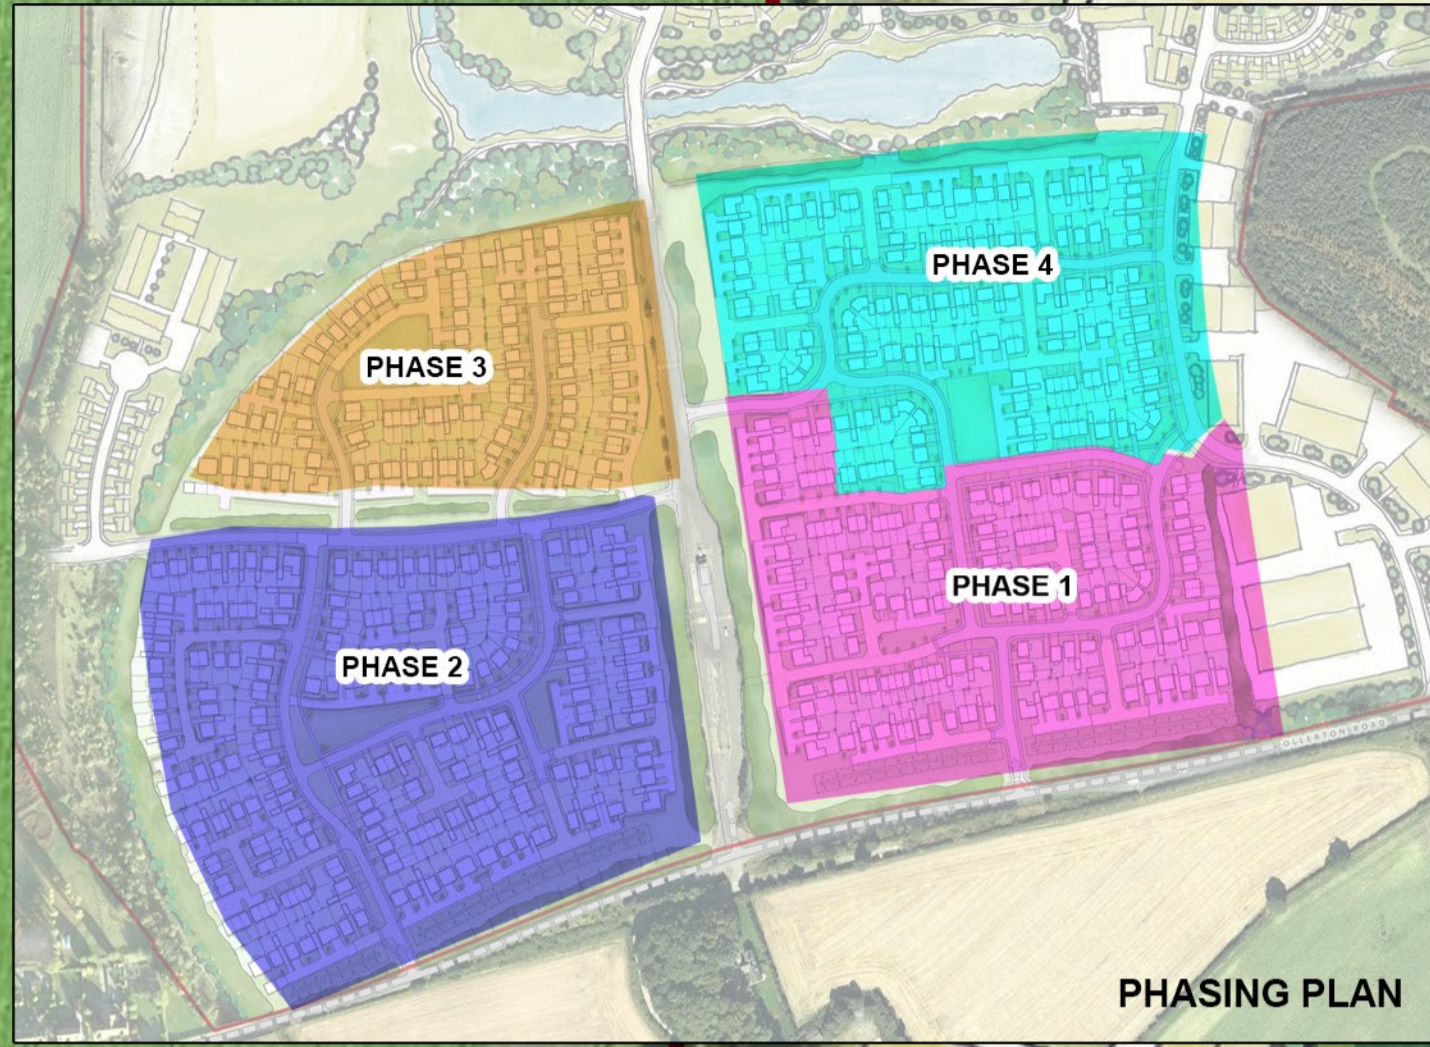 PHASE 4
PHASE 3
PHASE 1
PHASE 2
OLLERTON ROAD
PHASING PLAN